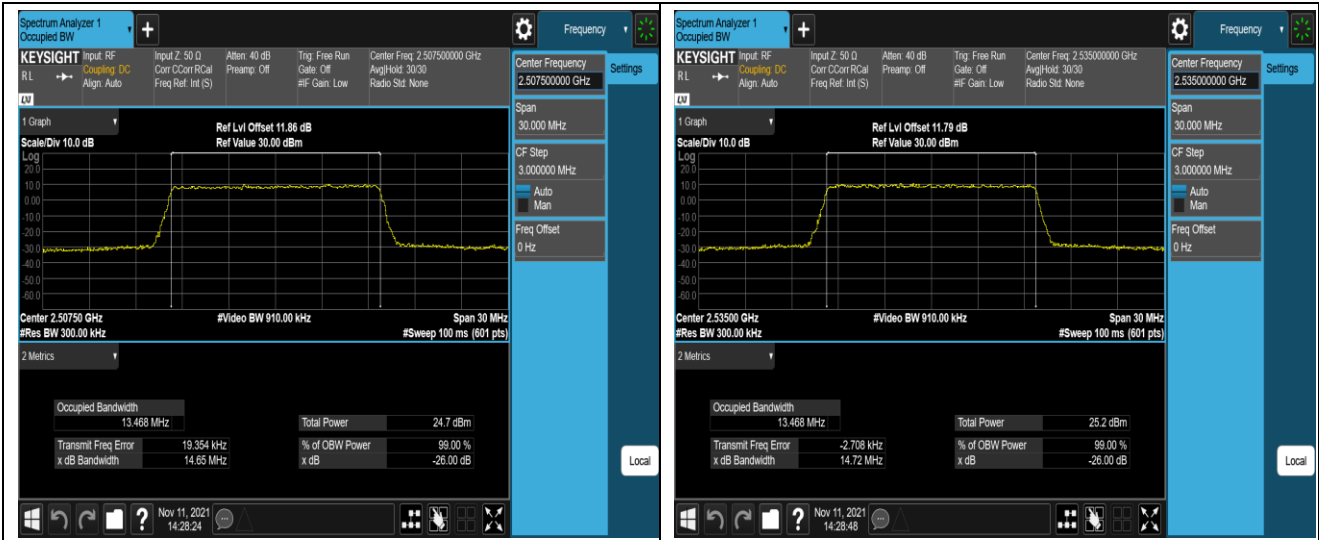 Spectrum Analyzer 1
Occupied BW
+
Frequency
KEYSIGHT
RL
LXI
Input: RF
Coupling: DC
Align: Auto
Input Z: 50 Ω
Corr CCorr RCal
Freq Ref: Int (S)
Atten: 40 dB
Preamp: Off
Trig: Free Run
Gate: Off
#IF Gain: Low
Center Freq: 2.507500000 GHz
Avg|Hold: 30/30
Radio Std: None
Center Frequency
2.507500000 GHz
Settings
Span
30.000 MHz
CF Step
3.000000 MHz
Auto
Man
Freq Offset
0 Hz
Local
1 Graph
Scale/Div 10.0 dB
Ref Lvl Offset 11.86 dB
Ref Value 30.00 dBm
Log
20.0
10.0
0.00
-10.0
-20.0
-30.0
-40.0
-50.0
-60.0
Center 2.50750 GHz
#Video BW 910.00 kHz
Span 30 MHz
#Res BW 300.00 kHz
#Sweep 100 ms (601 pts)
2 Metrics
Occupied Bandwidth
13.468 MHz
Total Power 24.7 dBm
Transmit Freq Error 19.354 kHz
% of OBW Power 99.00 %
x dB Bandwidth 14.65 MHz
x dB -26.00 dB
?
Nov 11, 2021
14:28:24
Spectrum Analyzer 1
Occupied BW
+
Frequency
KEYSIGHT
RL
LXI
Input: RF
Coupling: DC
Align: Auto
Input Z: 50 Ω
Corr CCorr RCal
Freq Ref: Int (S)
Atten: 40 dB
Preamp: Off
Trig: Free Run
Gate: Off
#IF Gain: Low
Center Freq: 2.535000000 GHz
Avg|Hold: 30/30
Radio Std: None
Center Frequency
2.535000000 GHz
Settings
Span
30.000 MHz
CF Step
3.000000 MHz
Auto
Man
Freq Offset
0 Hz
Local
1 Graph
Scale/Div 10.0 dB
Ref Lvl Offset 11.79 dB
Ref Value 30.00 dBm
Log
20.0
10.0
0.00
-10.0
-20.0
-30.0
-40.0
-50.0
-60.0
Center 2.53500 GHz
#Video BW 910.00 kHz
Span 30 MHz
#Res BW 300.00 kHz
#Sweep 100 ms (601 pts)
2 Metrics
Occupied Bandwidth
13.468 MHz
Total Power 25.2 dBm
Transmit Freq Error -2.708 kHz
% of OBW Power 99.00 %
x dB Bandwidth 14.72 MHz
x dB -26.00 dB
?
Nov 11, 2021
14:28:48